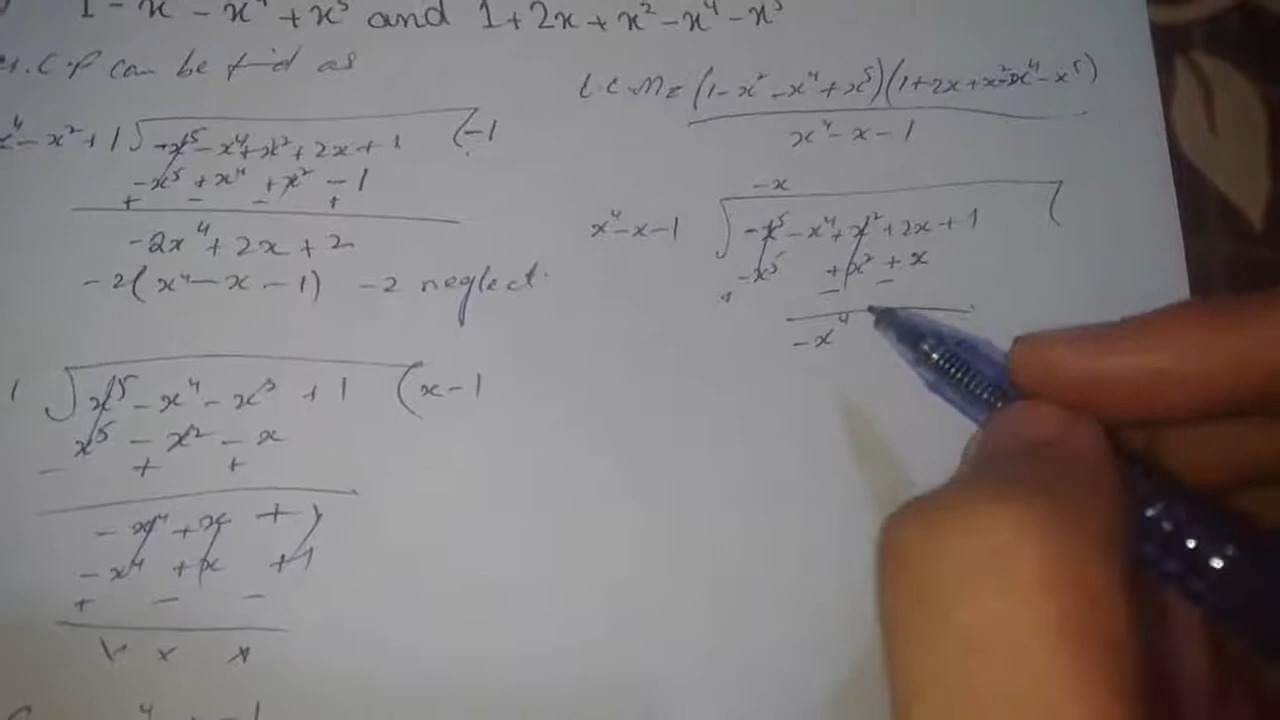 1 - x - x⁴ + x⁵ and 1 + 2x + x² - x⁴ - x⁵
H.C.F can be find as
x⁴ - x² + 1 ) -x⁵ - x⁴ + x² + 2x + 1 ( -1
-x⁵ + x⁴ + x² - 1
+ - - +
-2x⁴ + 2x + 2
-2(x⁴ - x - 1) -2 neglect.
1 ) x⁵ - x⁴ - x² + 1 ( x - 1
x⁵ - x² - x
- + +
- x⁴ + x + 1
- x⁴ + x + 1
+ - -
x x x
L.C.M = (1 - x² - x⁴ + x⁵)(1 + 2x + x² - x⁴ - x⁵)
x⁴ - x - 1
-x
x⁴ - x - 1 ) -x⁵ - x⁴ + x² + 2x + 1 (
-x⁵ + x² + x
+ - -
-x⁴